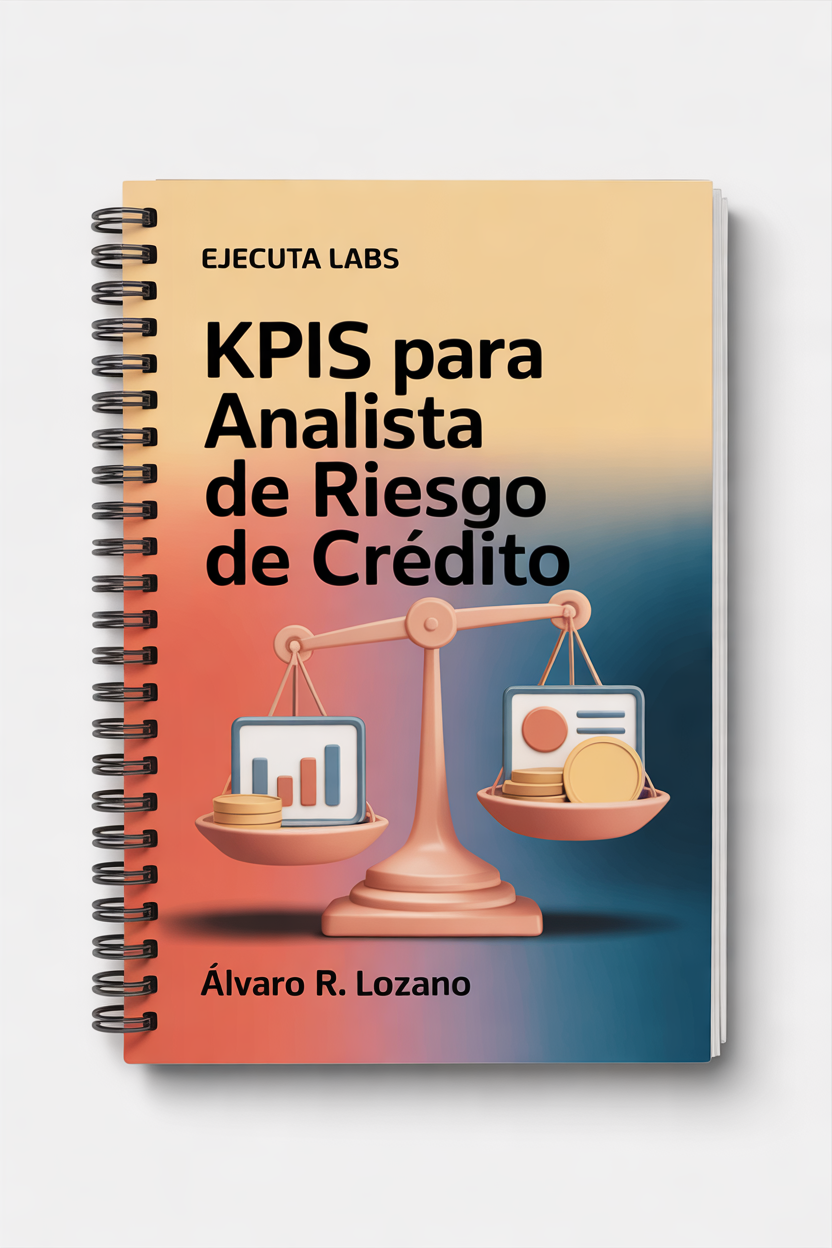 EJECUTA LABS
KPIS para
Analista
de Riesgo
de Crédito
Álvaro R. Lozano